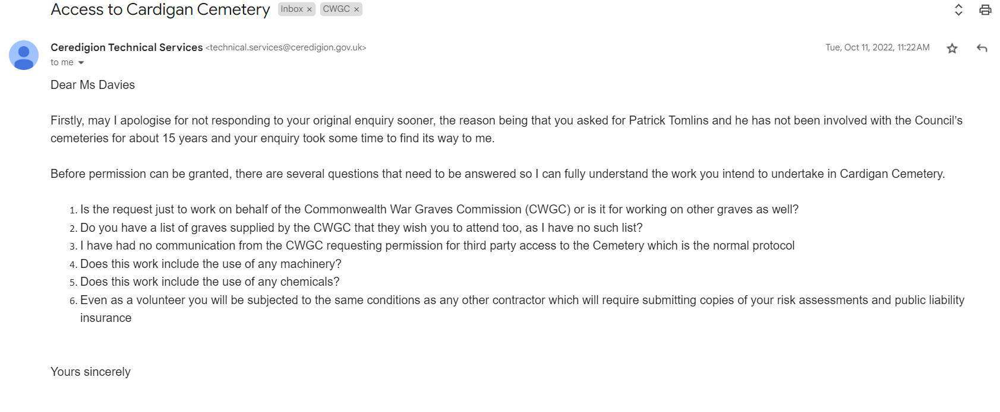 Access to Cardigan Cemetery Inbox × CWGC ×
Ceredigion Technical Services <technical.services@ceredigion.gov.uk> Tue, Oct 11, 2022, 11:22 AM
to me
Dear Ms Davies
Firstly, may I apologise for not responding to your original enquiry sooner, the reason being that you asked for Patrick Tomlins and he has not been involved with the Council's
cemeteries for about 15 years and your enquiry took some time to find its way to me.
Before permission can be granted, there are several questions that need to be answered so I can fully understand the work you intend to undertake in Cardigan Cemetery.
1. Is the request just to work on behalf of the Commonwealth War Graves Commission (CWGC) or is it for working on other graves as well?
2. Do you have a list of graves supplied by the CWGC that they wish you to attend too, as I have no such list?
3. I have had no communication from the CWGC requesting permission for third party access to the Cemetery which is the normal protocol
4. Does this work include the use of any machinery?
5. Does this work include the use of any chemicals?
6. Even as a volunteer you will be subjected to the same conditions as any other contractor which will require submitting copies of your risk assessments and public liability
insurance
Yours sincerely